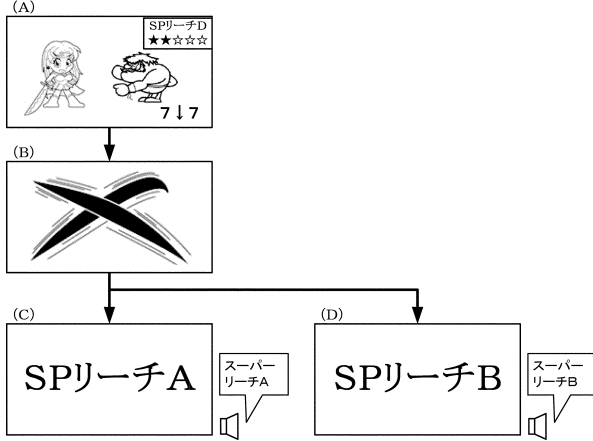 (A)
SPリーチD
★★☆☆☆
7↓7
(B)
(C)
SPリーチA
スーパー
リーチA
(D)
SPリーチB
スーパー
リーチB